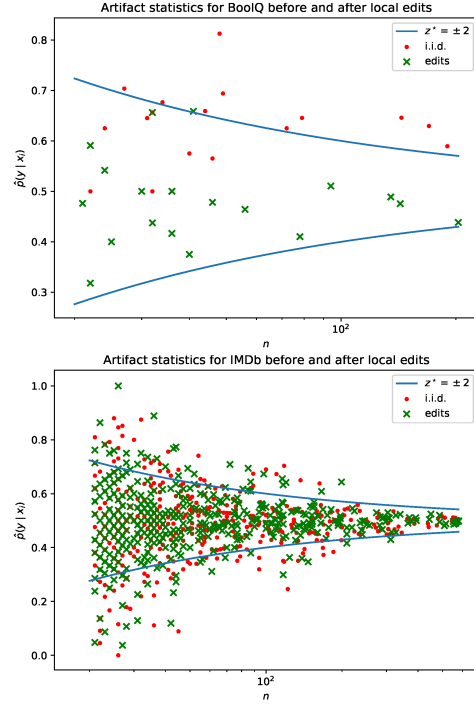 Artifact statistics for BoolQ before and after local edits
z* = ± 2
i.i.d.
edits
0.8
0.7
0.6
0.5
0.4
0.3
p̂(y | xᵢ)
10²
n
Artifact statistics for IMDb before and after local edits
z* = ± 2
i.i.d.
edits
1.0
0.8
0.6
0.4
0.2
0.0
p̂(y | xᵢ)
10²
n